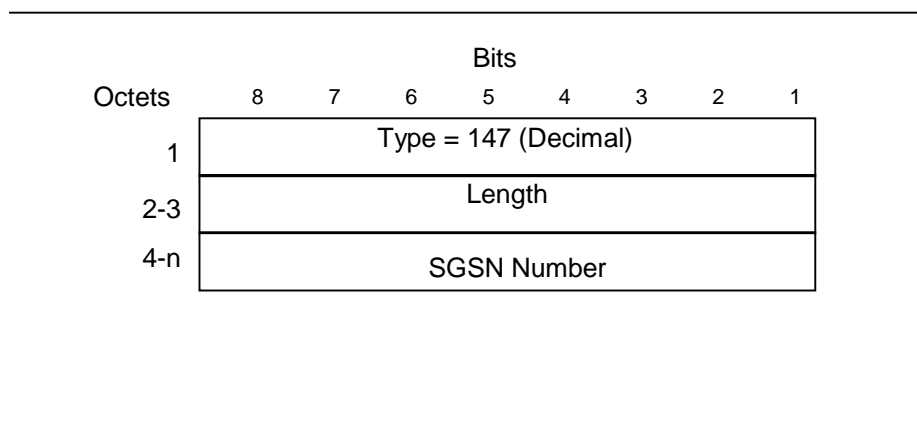 Bits
Octets 8 7 6 5 4 3 2 1
1 Type = 147 (Decimal)
2-3 Length
4-n SGSN Number